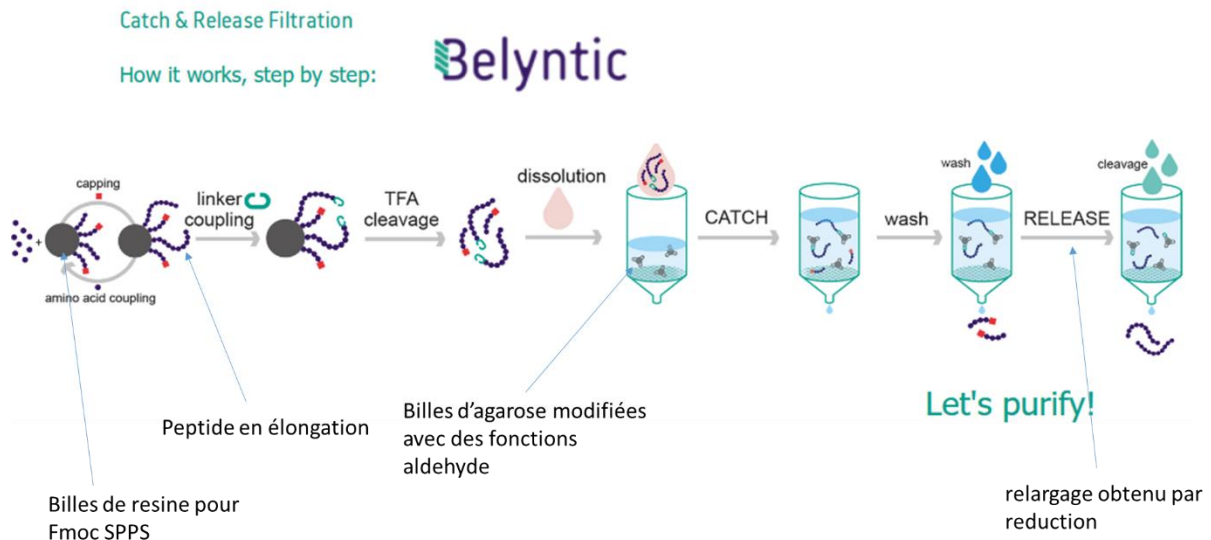 Catch & Release Filtration
How it works, step by step:
Belyntic
capping
+
amino acid coupling
linker
coupling
TFA
cleavage
dissolution
CATCH
wash
wash
RELEASE
cleavage
Let's purify!
Peptide en élongation
Billes d’agarose modifiées
avec des fonctions
aldehyde
Billes de resine pour
Fmoc SPPS
relargage obtenu par
reduction